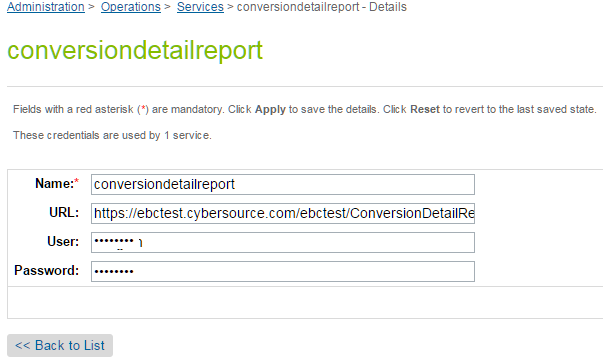 Administration > Operations > Services > conversiondetailreport - Details
conversiondetailreport
Fields with a red asterisk (*) are mandatory. Click Apply to save the details. Click Reset to revert to the last saved state.
These credentials are used by 1 service.
Name:* conversiondetailreport
URL: https://ebctest.cybersource.com/ebctest/ConversionDetailRe
User: ••••••••
Password: ••••••••
<< Back to List